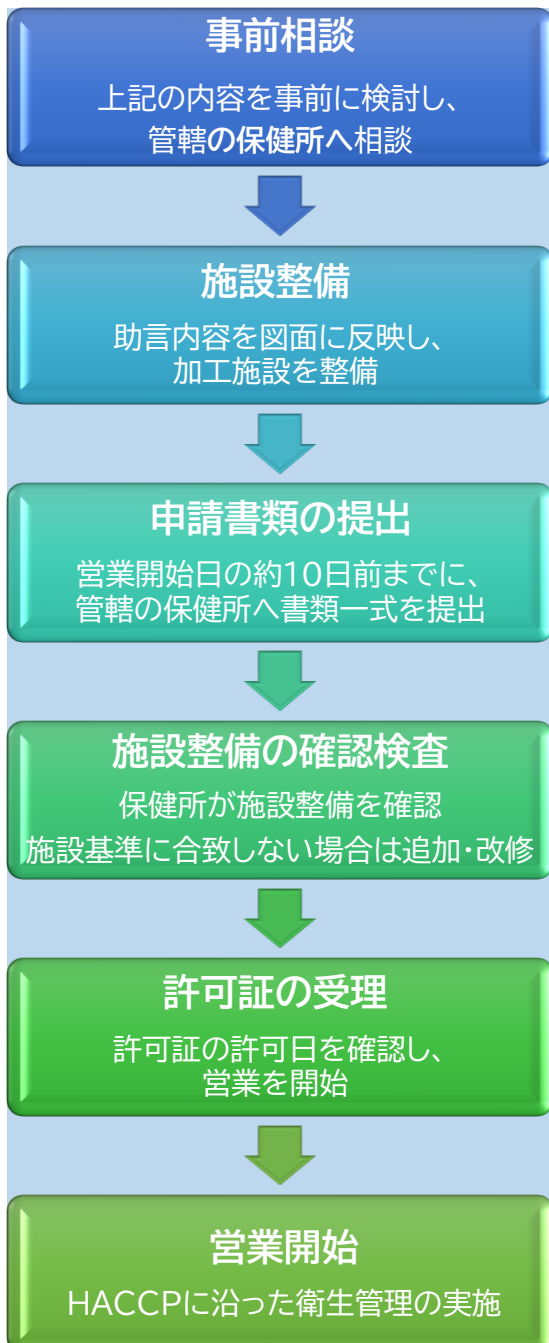 事前相談
上記の内容を事前に検討し、
管轄の保健所へ相談
施設整備
助言内容を図面に反映し、
加工施設を整備
申請書類の提出
営業開始日の約10日前までに、
管轄の保健所へ書類一式を提出
施設整備の確認検査
保健所が施設整備を確認
施設基準に合致しない場合は追加・改修
許可証の受理
許可証の許可日を確認し、
営業を開始
営業開始
HACCPに沿った衛生管理の実施